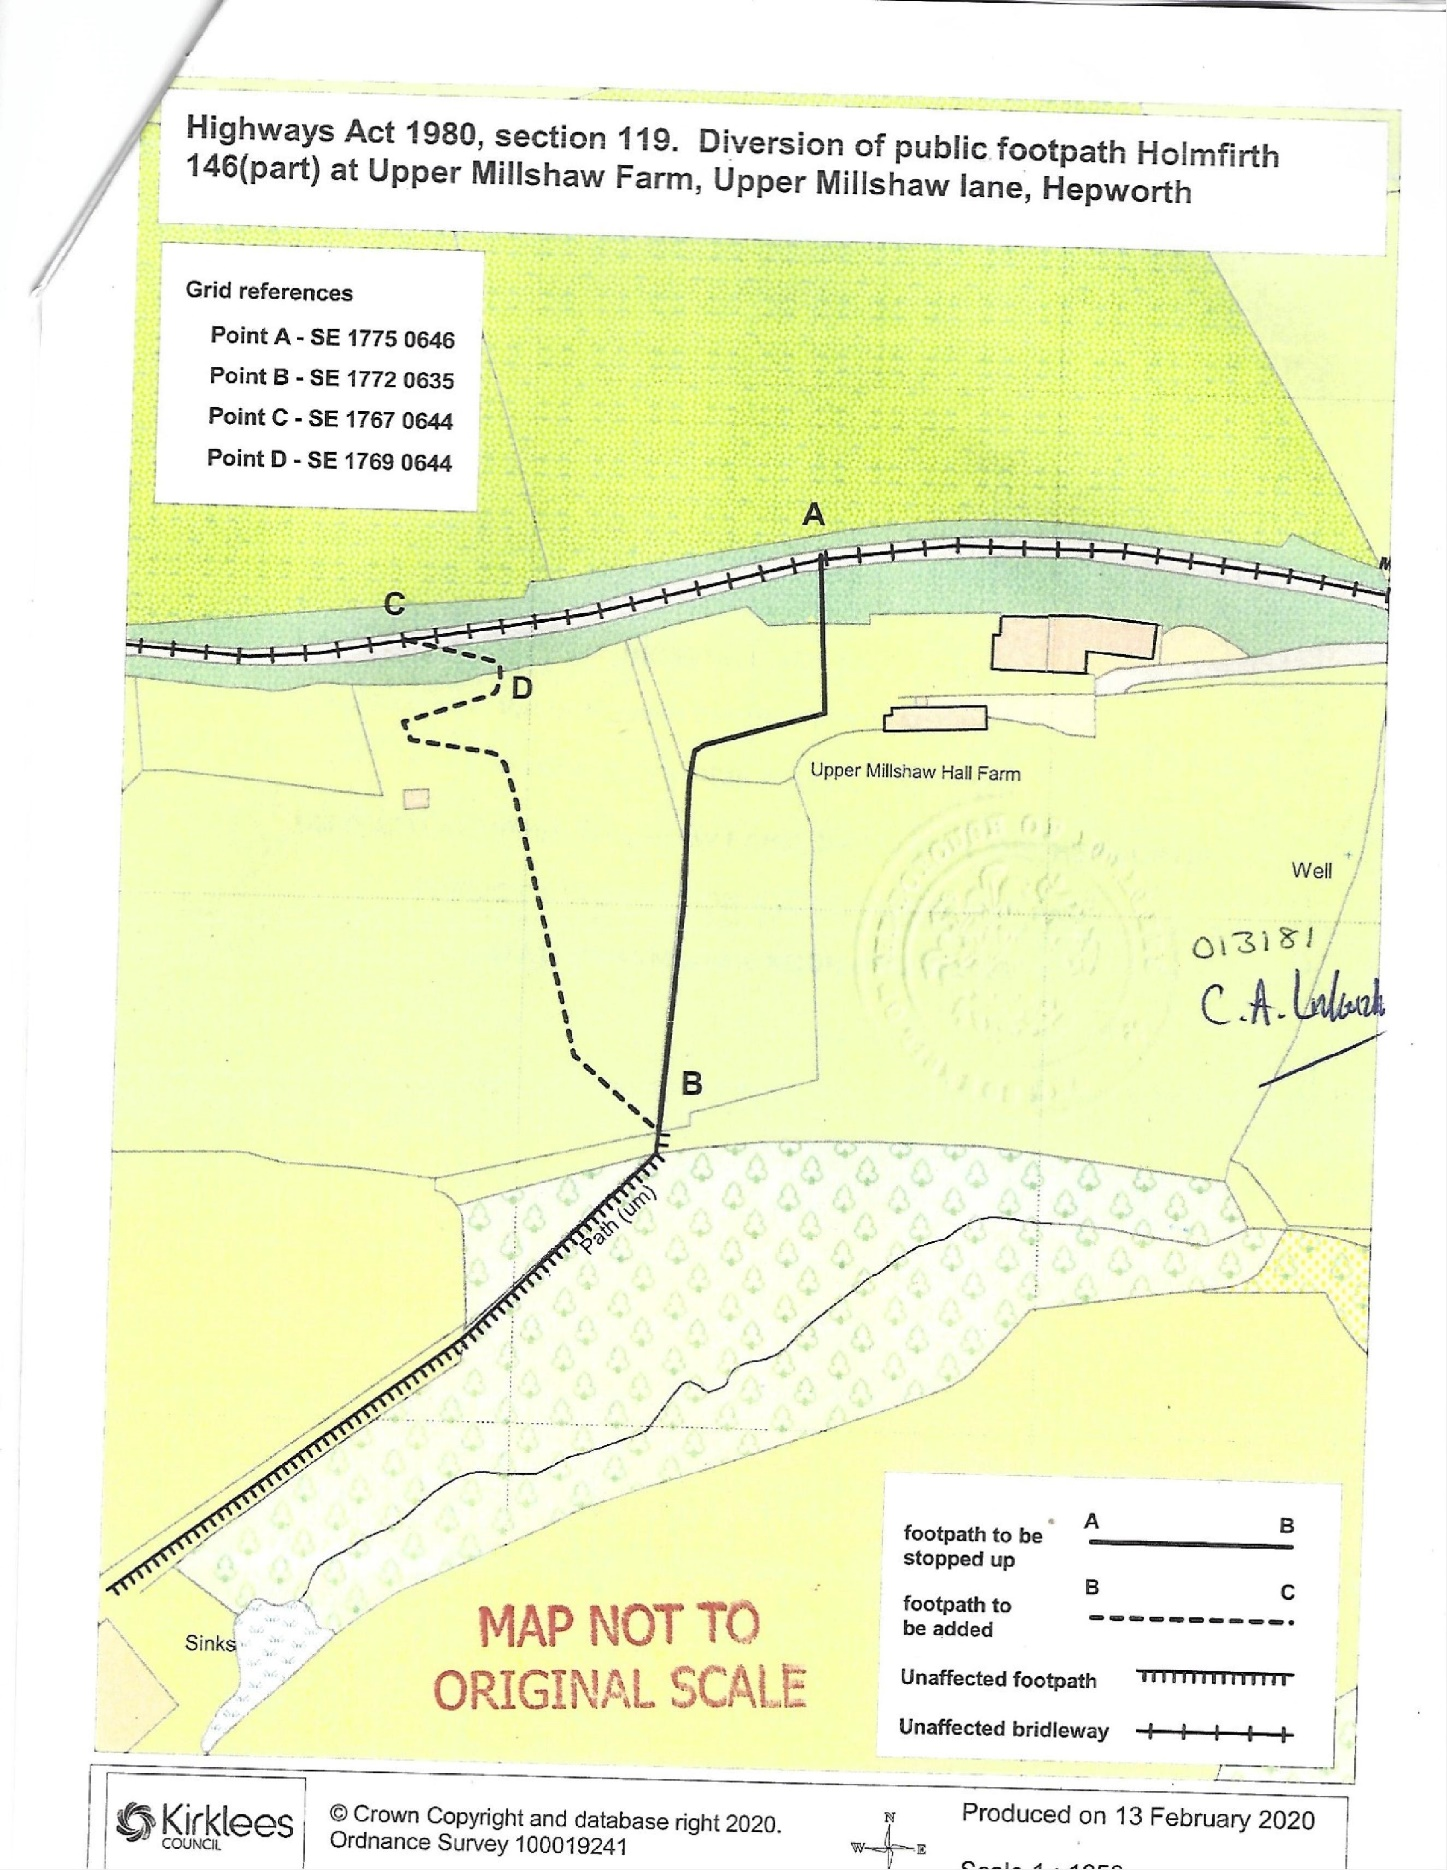 Highways Act 1980, section 119. Diversion of public footpath Holmfirth
146(part) at Upper Millshaw Farm, Upper Millshaw lane, Hepworth
Grid references
Point A - SE 1775 0646
Point B - SE 1772 0635
Point C - SE 1767 0644
Point D - SE 1769 0644
A
C
D
Upper Millshaw Hall Farm
Well
013181
C.A.
B
Path (um)
footpath to be
stopped up
A B
footpath to
be added
B C
Unaffected footpath
Unaffected bridleway
Sinks
MAP NOT TO
ORIGINAL SCALE
Kirklees
COUNCIL
© Crown Copyright and database right 2020.
Ordnance Survey 100019241
N
W E
Produced on 13 February 2020